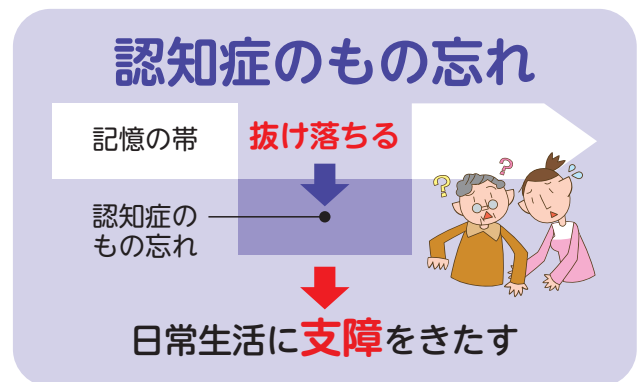 認知症のもの忘れ
記憶の帯
抜け落ちる
認知症の
もの忘れ
日常生活に支障をきたす